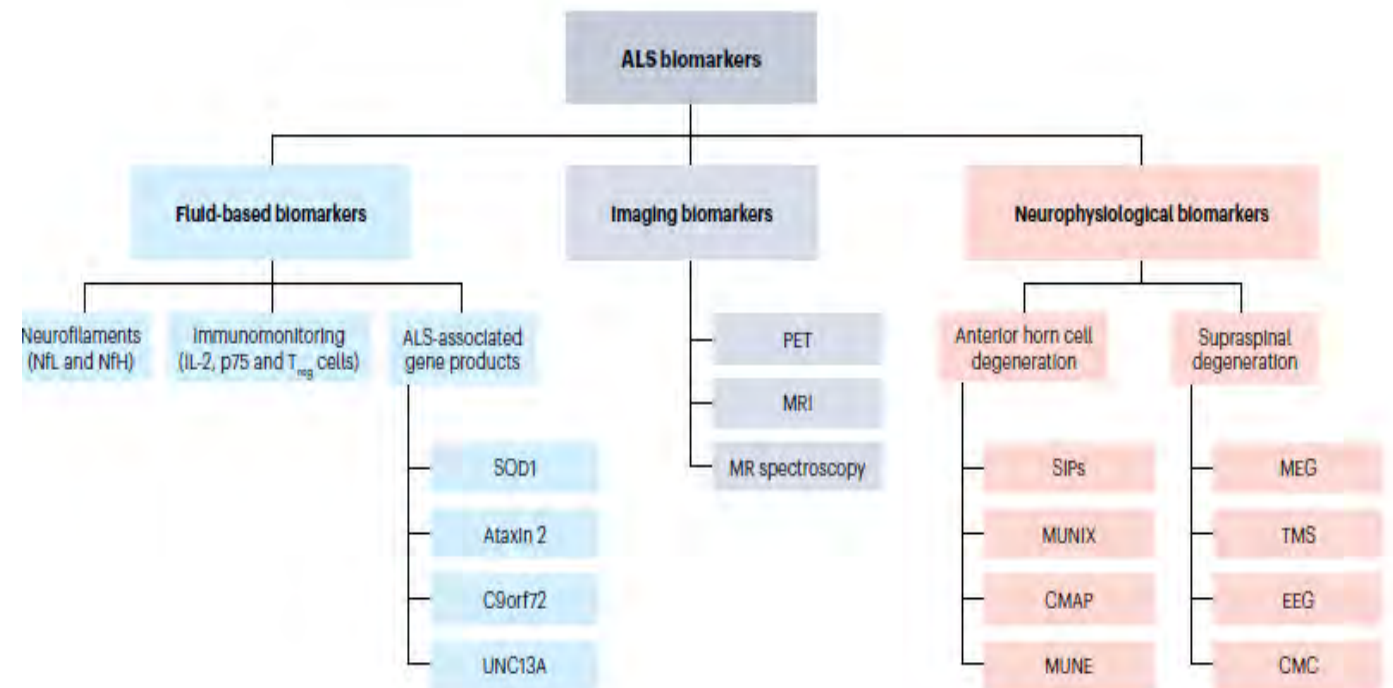 ALS biomarkers
Fluid-based biomarkers
Imaging biomarkers
Neurophysiological biomarkers
Neurofilaments
(NfL and NfH)
Immunomonitoring
(IL-2, p75 and Treg cells)
ALS-associated
gene products
SOD1
Ataxin 2
C9orf72
UNC13A
PET
MRI
MR spectroscopy
Anterior horn cell
degeneration
SIPs
MUNIX
CMAP
MUNE
Supraspinal
degeneration
MEG
TMS
EEG
CMC